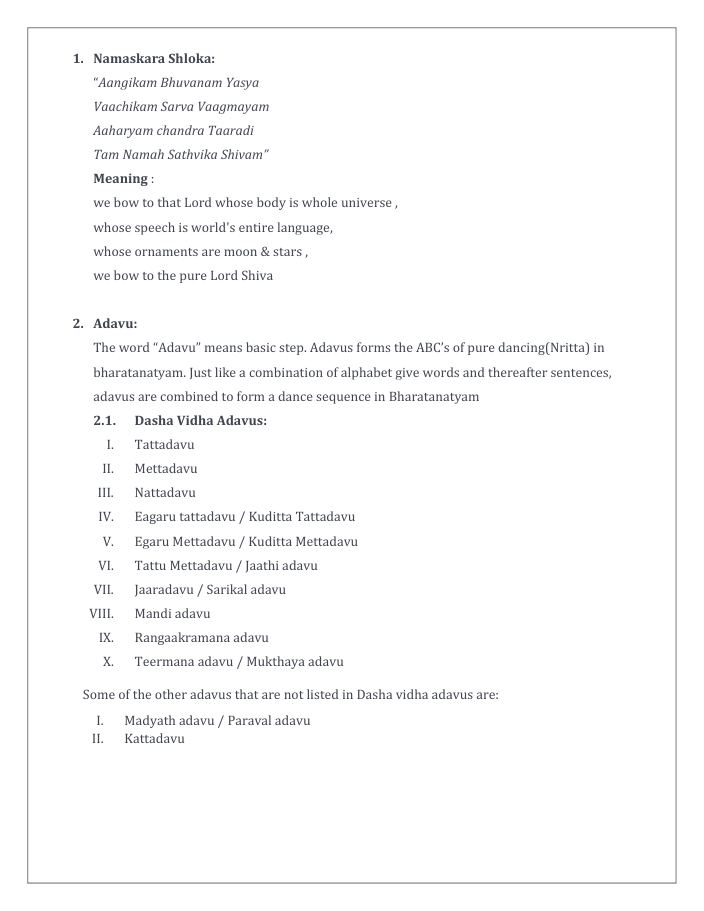 1. Namaskara Shloka:
“Aangikam Bhuvanam Yasya
Vaachikam Sarva Vaagmayam
Aaharyam chandra Taaradi
Tam Namah Sathvika Shivam”
Meaning :
we bow to that Lord whose body is whole universe ,
whose speech is world's entire language,
whose ornaments are moon & stars ,
we bow to the pure Lord Shiva
2. Adavu:
The word “Adavu” means basic step. Adavus forms the ABC’s of pure dancing(Nritta) in
bharatanatyam. Just like a combination of alphabet give words and thereafter sentences,
adavus are combined to form a dance sequence in Bharatanatyam
2.1. Dasha Vidha Adavus:
I. Tattadavu
II. Mettadavu
III. Nattadavu
IV. Eagaru tattadavu / Kuditta Tattadavu
V. Egaru Mettadavu / Kuditta Mettadavu
VI. Tattu Mettadavu / Jaathi adavu
VII. Jaaradavu / Sarikal adavu
VIII. Mandi adavu
IX. Rangaakramana adavu
X. Teermana adavu / Mukthaya adavu
Some of the other adavus that are not listed in Dasha vidha adavus are:
I. Madyath adavu / Paraval adavu
II. Kattadavu